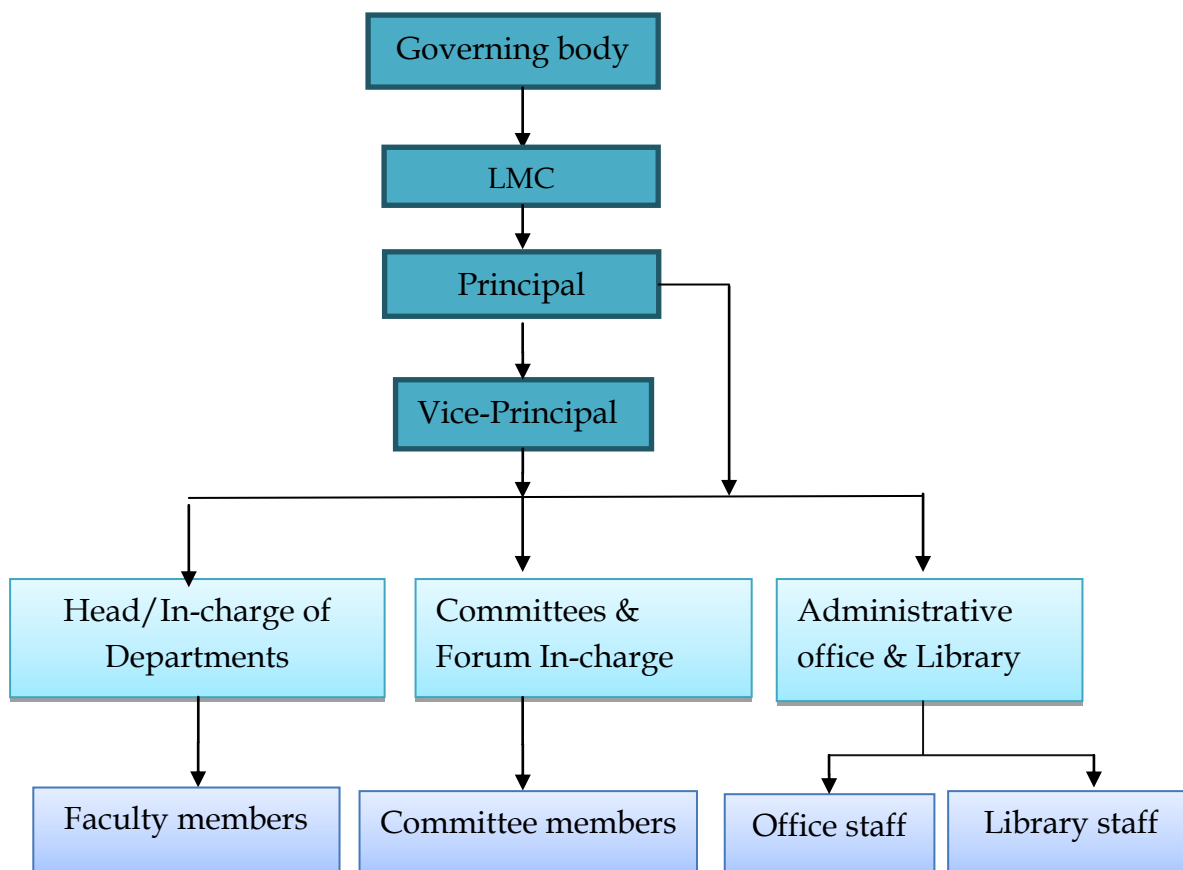 Governing body
LMC
Principal
Vice-Principal
Head/In-charge of
Departments
Committees &
Forum In-charge
Administrative
office & Library
Faculty members
Committee members
Office staff
Library staff